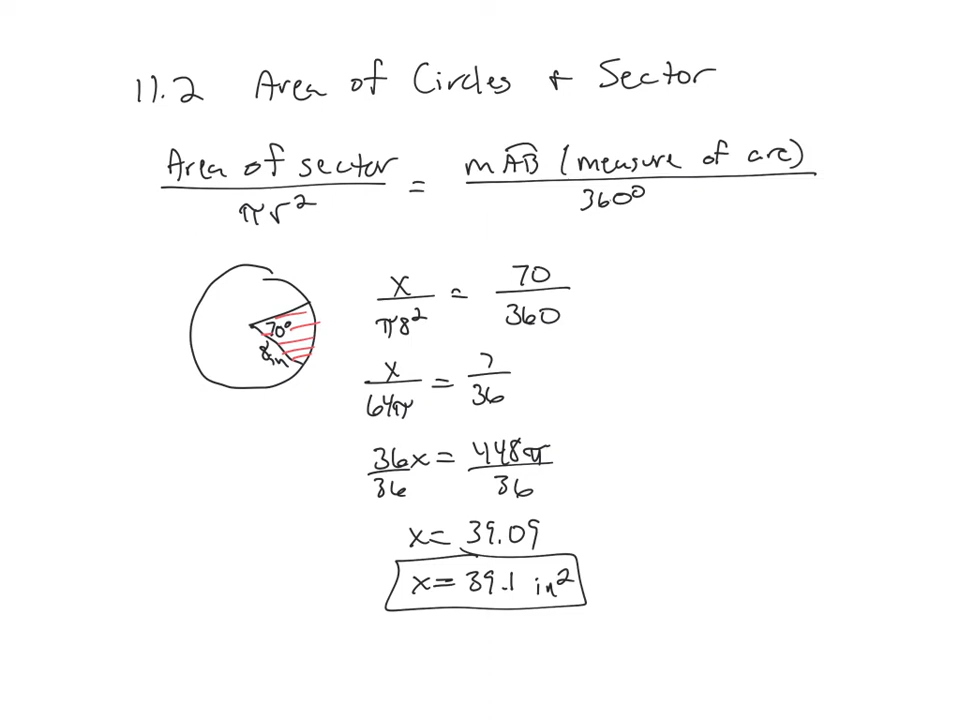 11.2 Area of Circles + Sector
Area of sector / πr² = m AB (measure of arc) / 360°
70°
8in
x / π8² = 70 / 360
x / 64π = 7 / 36
36x / 36 = 448π / 36
x = 39.09
x = 39.1 in²